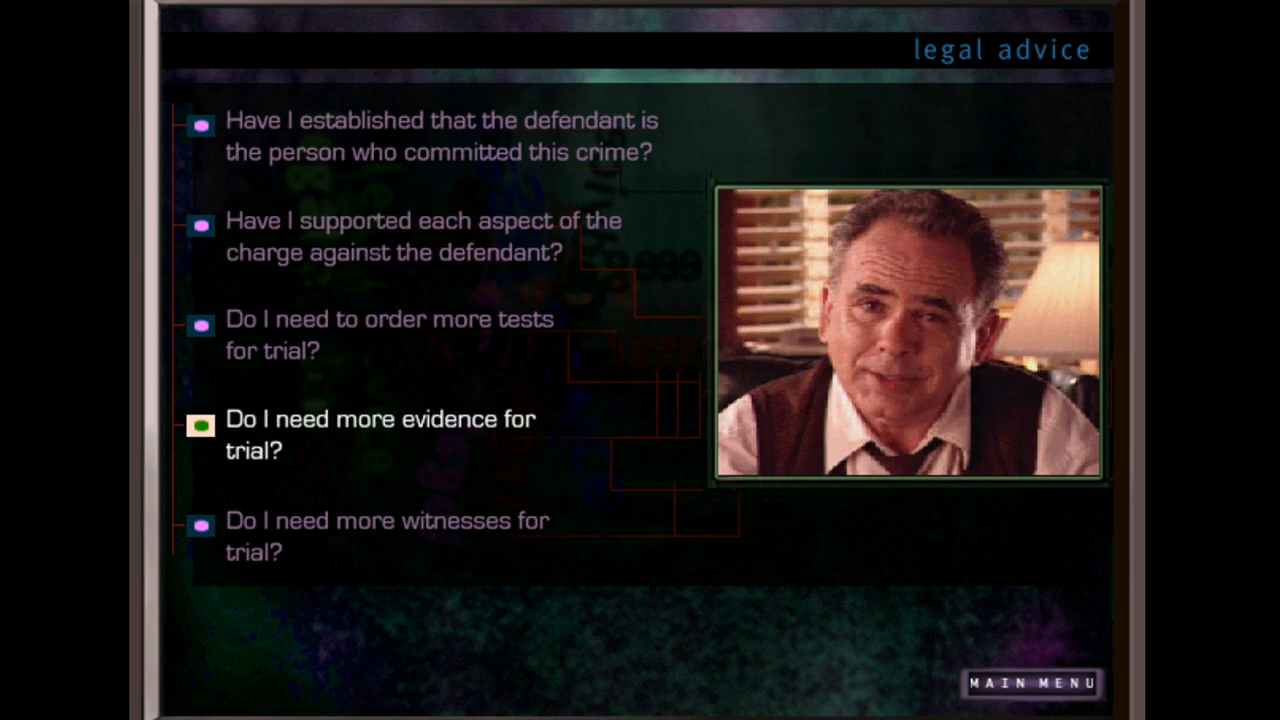 legal advice
Have I established that the defendant is
the person who committed this crime?
Have I supported each aspect of the
charge against the defendant?
Do I need to order more tests
for trial?
Do I need more evidence for
trial?
Do I need more witnesses for
trial?
MAIN MENU